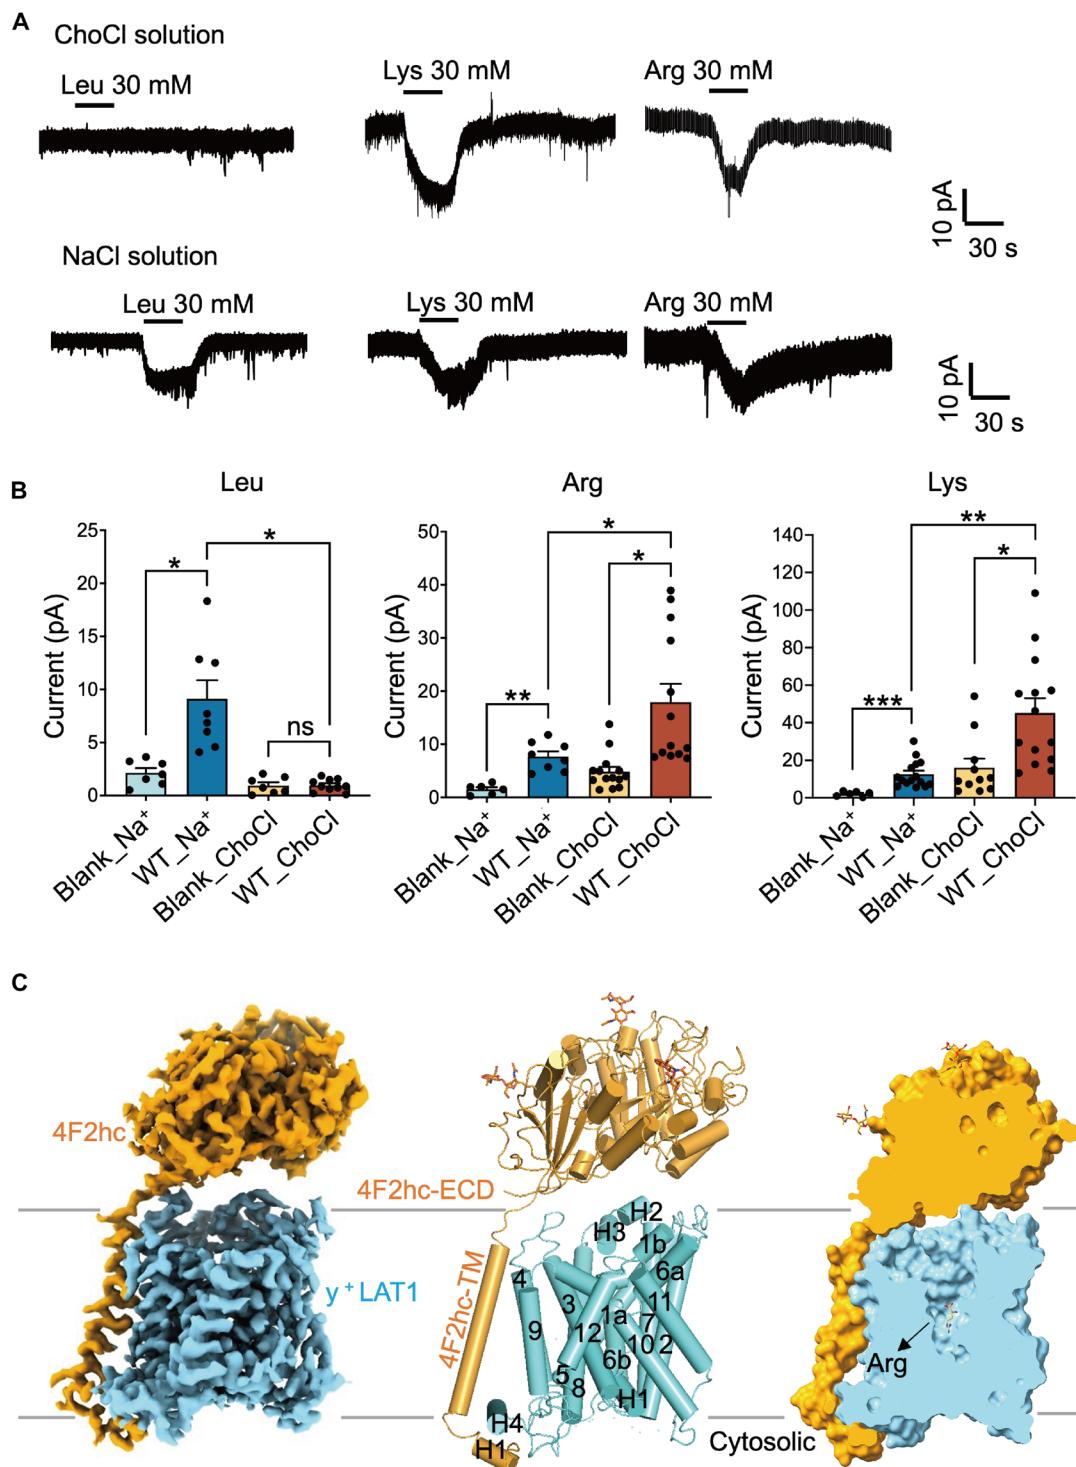 A
ChoCl solution
Leu 30 mM
Lys 30 mM
Arg 30 mM
10 pA
30 s
NaCl solution
Leu 30 mM
Lys 30 mM
Arg 30 mM
10 pA
30 s
B
Leu
Current (pA)
25
20
15
10
5
0
*
*
ns
Blank_Na⁺
WT_Na⁺
Blank_ChoCl
WT_ChoCl
Arg
Current (pA)
50
40
30
20
10
0
*
*
**
Blank_Na⁺
WT_Na⁺
Blank_ChoCl
WT_ChoCl
Lys
Current (pA)
140
120
100
80
60
40
20
0
**
*
***
Blank_Na⁺
WT_Na⁺
Blank_ChoCl
WT_ChoCl
C
4F2hc
y⁺LAT1
4F2hc-ECD
4F2hc-TM
H2
H3
1b
6a
4
3
1a
11
9
12
7
10
2
6b
5
8
H1
H4
H1
Cytosolic
Arg